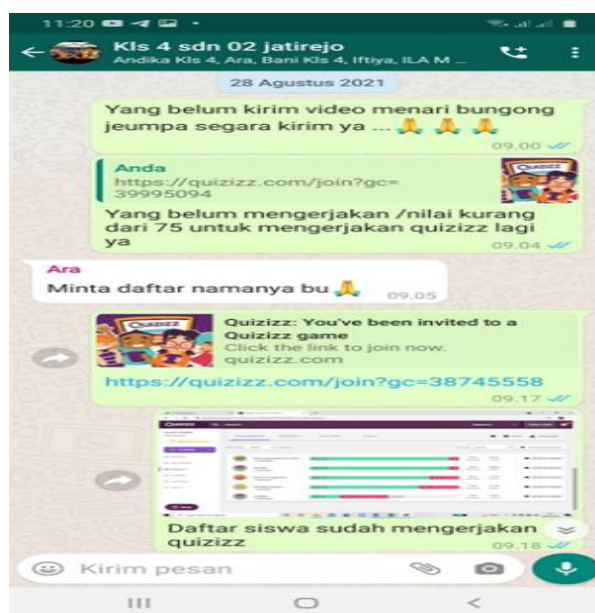 11:20
Kls 4 sdn 02 jatirejo
Andika Kls 4, Ara, Bani Kls 4, Iftiya, ILA M ...
28 Agustus 2021
Yang belum kirim video menari bungong
jeumpa segara kirim ya ...
09.00
Anda
https://quizizz.com/join?gc=
39995094
Yang belum mengerjakan /nilai kurang
dari 75 untuk mengerjakan quizizz lagi
ya
09.04
Ara
Minta daftar namanya bu
09.05
QUIZIZZ
Quizizz: You've been invited to a
Quizizz game
Click the link to join now.
quizizz.com
https://quizizz.com/join?gc=38745558
09.17
Daftar siswa sudah mengerjakan
quizizz
09.18
Kirim pesan